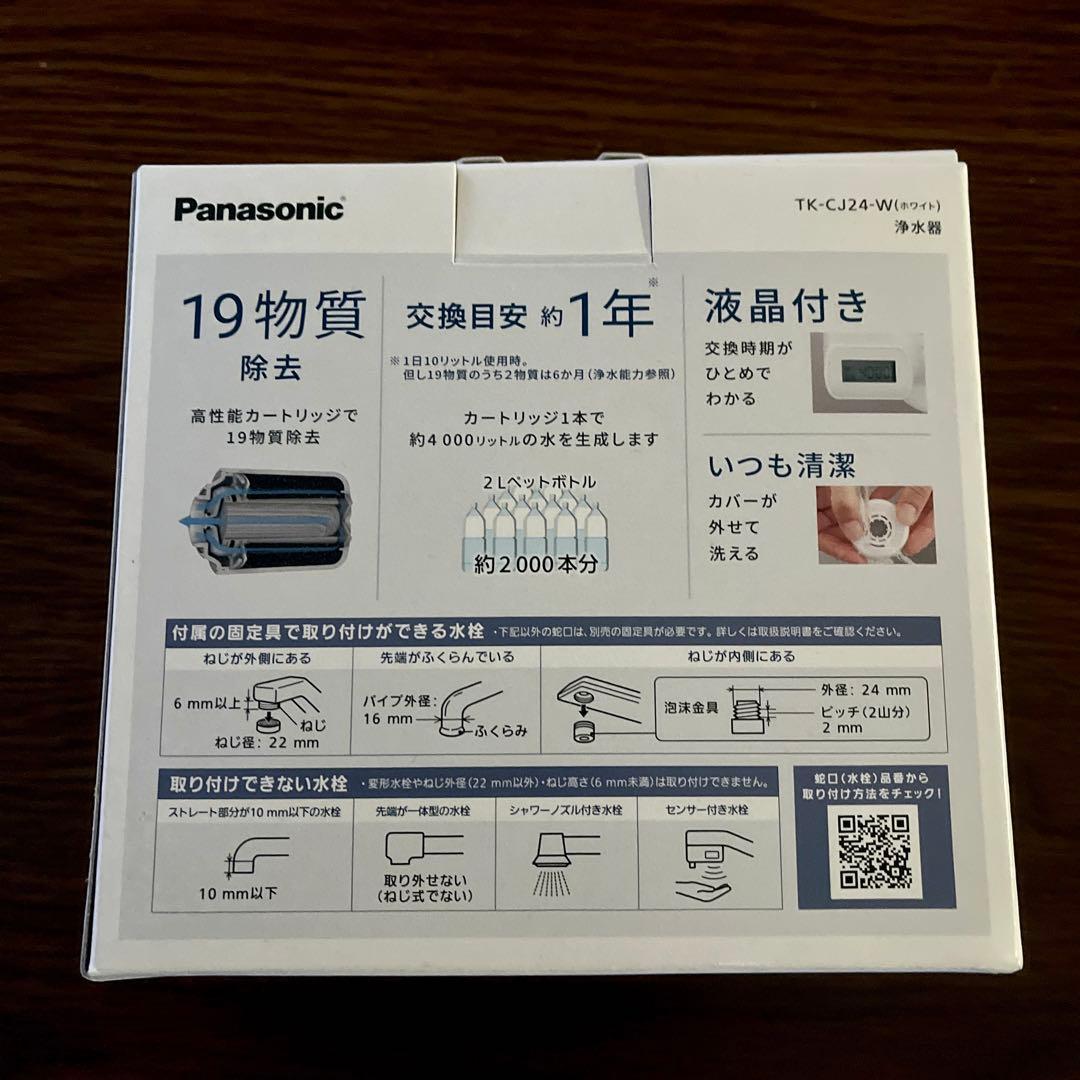 Panasonic
TK-CJ24-W(ホワイト)
浄水器
19物質
除去
高性能カートリッジで
19物質除去
交換目安 約1年※
※1日10リットル使用時。
但し19物質のうち2物質は6か月(浄水能力参照)
カートリッジ1本で
約4 000リットルの水を生成します
2Lペットボトル
約2 000本分
液晶付き
交換時期が
ひとめで
わかる
いつも清潔
カバーが
外せて
洗える
付属の固定具で取り付けができる水栓 ・下記以外の蛇口は、別売の固定具が必要です。詳しくは取扱説明書をご確認ください。
ねじが外側にある
6 mm以上
ねじ
ねじ径: 22 mm
先端がふくらんでいる
パイプ外径:
16 mm
ふくらみ
ねじが内側にある
泡沫金具
外径: 24 mm
ピッチ(2山分)
2 mm
取り付けできない水栓 ・変形水栓やねじ外径(22 mm以外)・ねじ高さ(6 mm未満)は取り付けできません。
ストレート部分が10 mm以下の水栓
10 mm以下
先端が一体型の水栓
取り外せない
(ねじ式でない)
シャワーノズル付き水栓
センサー付き水栓
蛇口(水栓)品番から
取り付け方法をチェック!